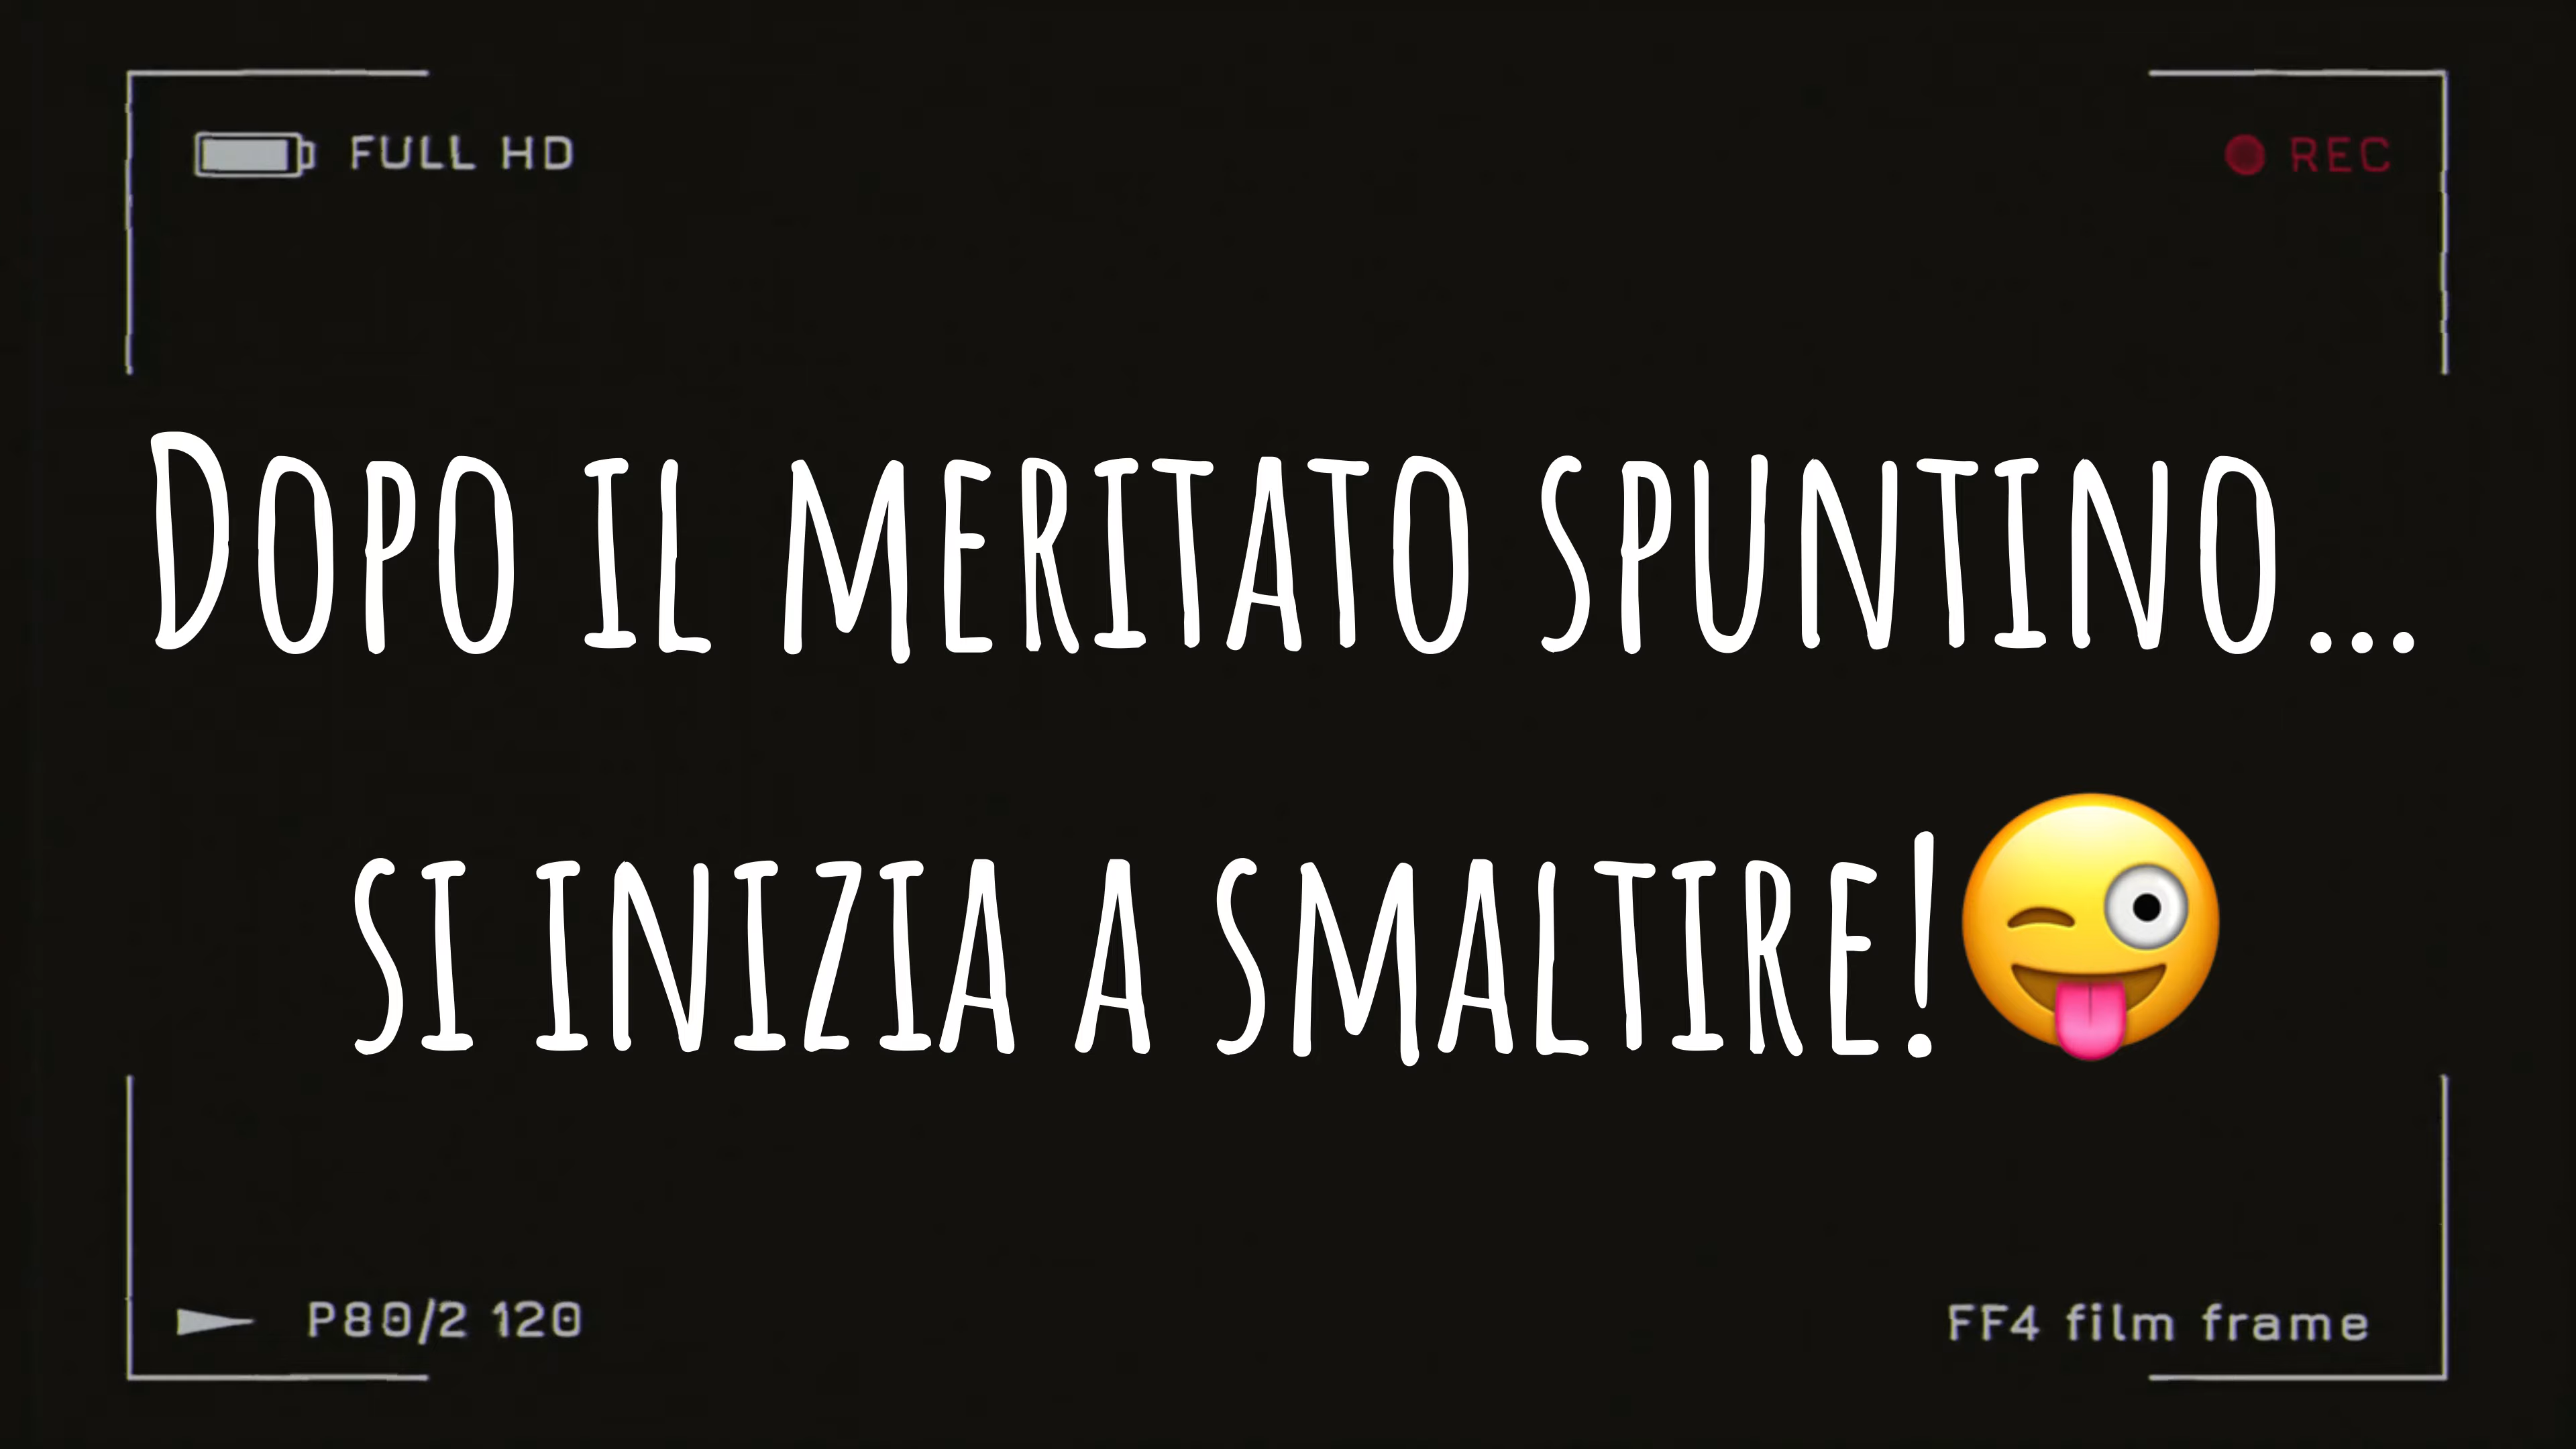 FULL HD
REC
Dopo il meritato spuntino...
si inizia a smaltire!😜
P80/2 120
FF4 film frame